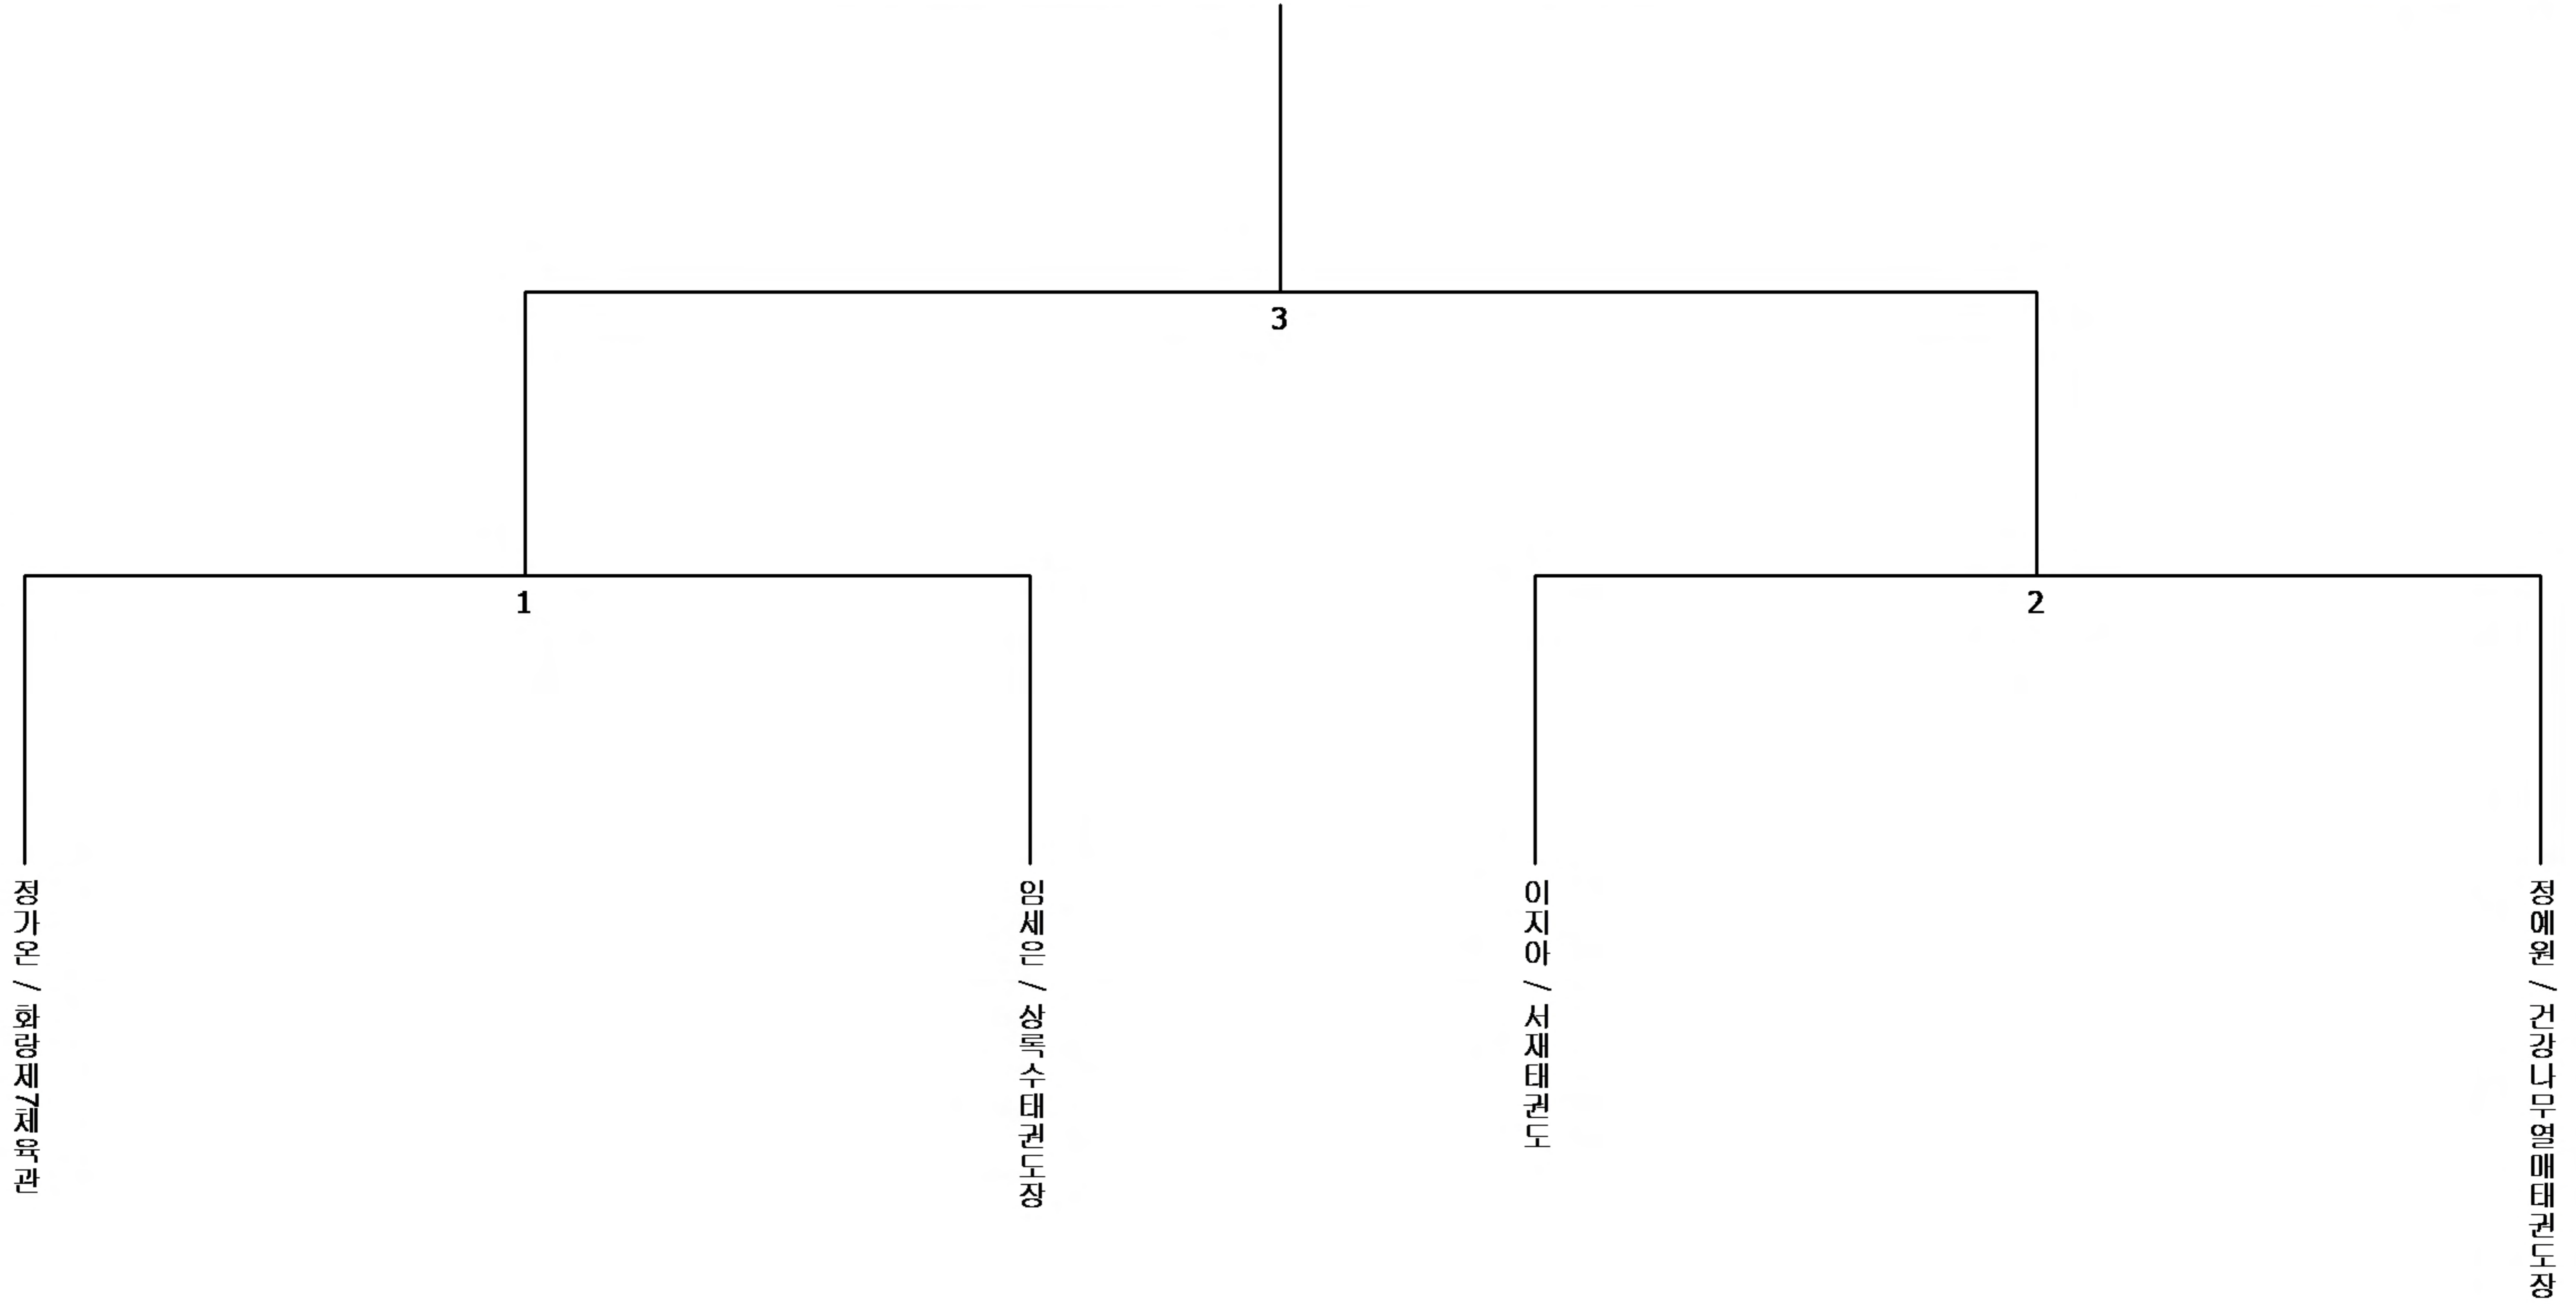 3
1
2
정가온 / 화랑제7체육관
임세은 / 상록수태권도장
이지아 / 서재태권도
정예원 / 건강나무열매태권도장